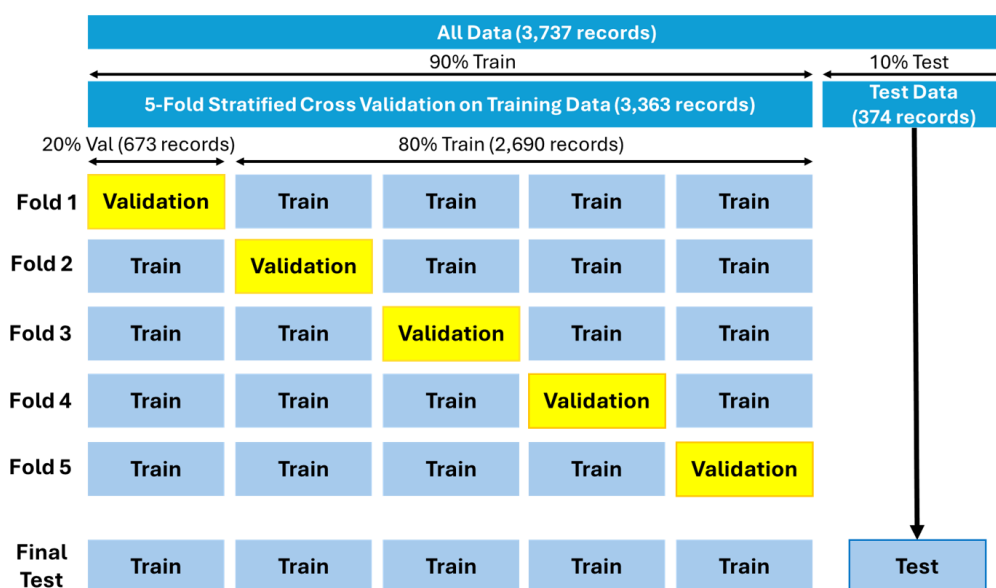 All Data (3,737 records)
90% Train
10% Test
5-Fold Stratified Cross Validation on Training Data (3,363 records)
Test Data
(374 records)
20% Val (673 records)
80% Train (2,690 records)
Fold 1
Validation
Train
Train
Train
Train
Fold 2
Train
Validation
Train
Train
Train
Fold 3
Train
Train
Validation
Train
Train
Fold 4
Train
Train
Train
Validation
Train
Fold 5
Train
Train
Train
Train
Validation
Final
Test
Train
Train
Train
Train
Train
Test